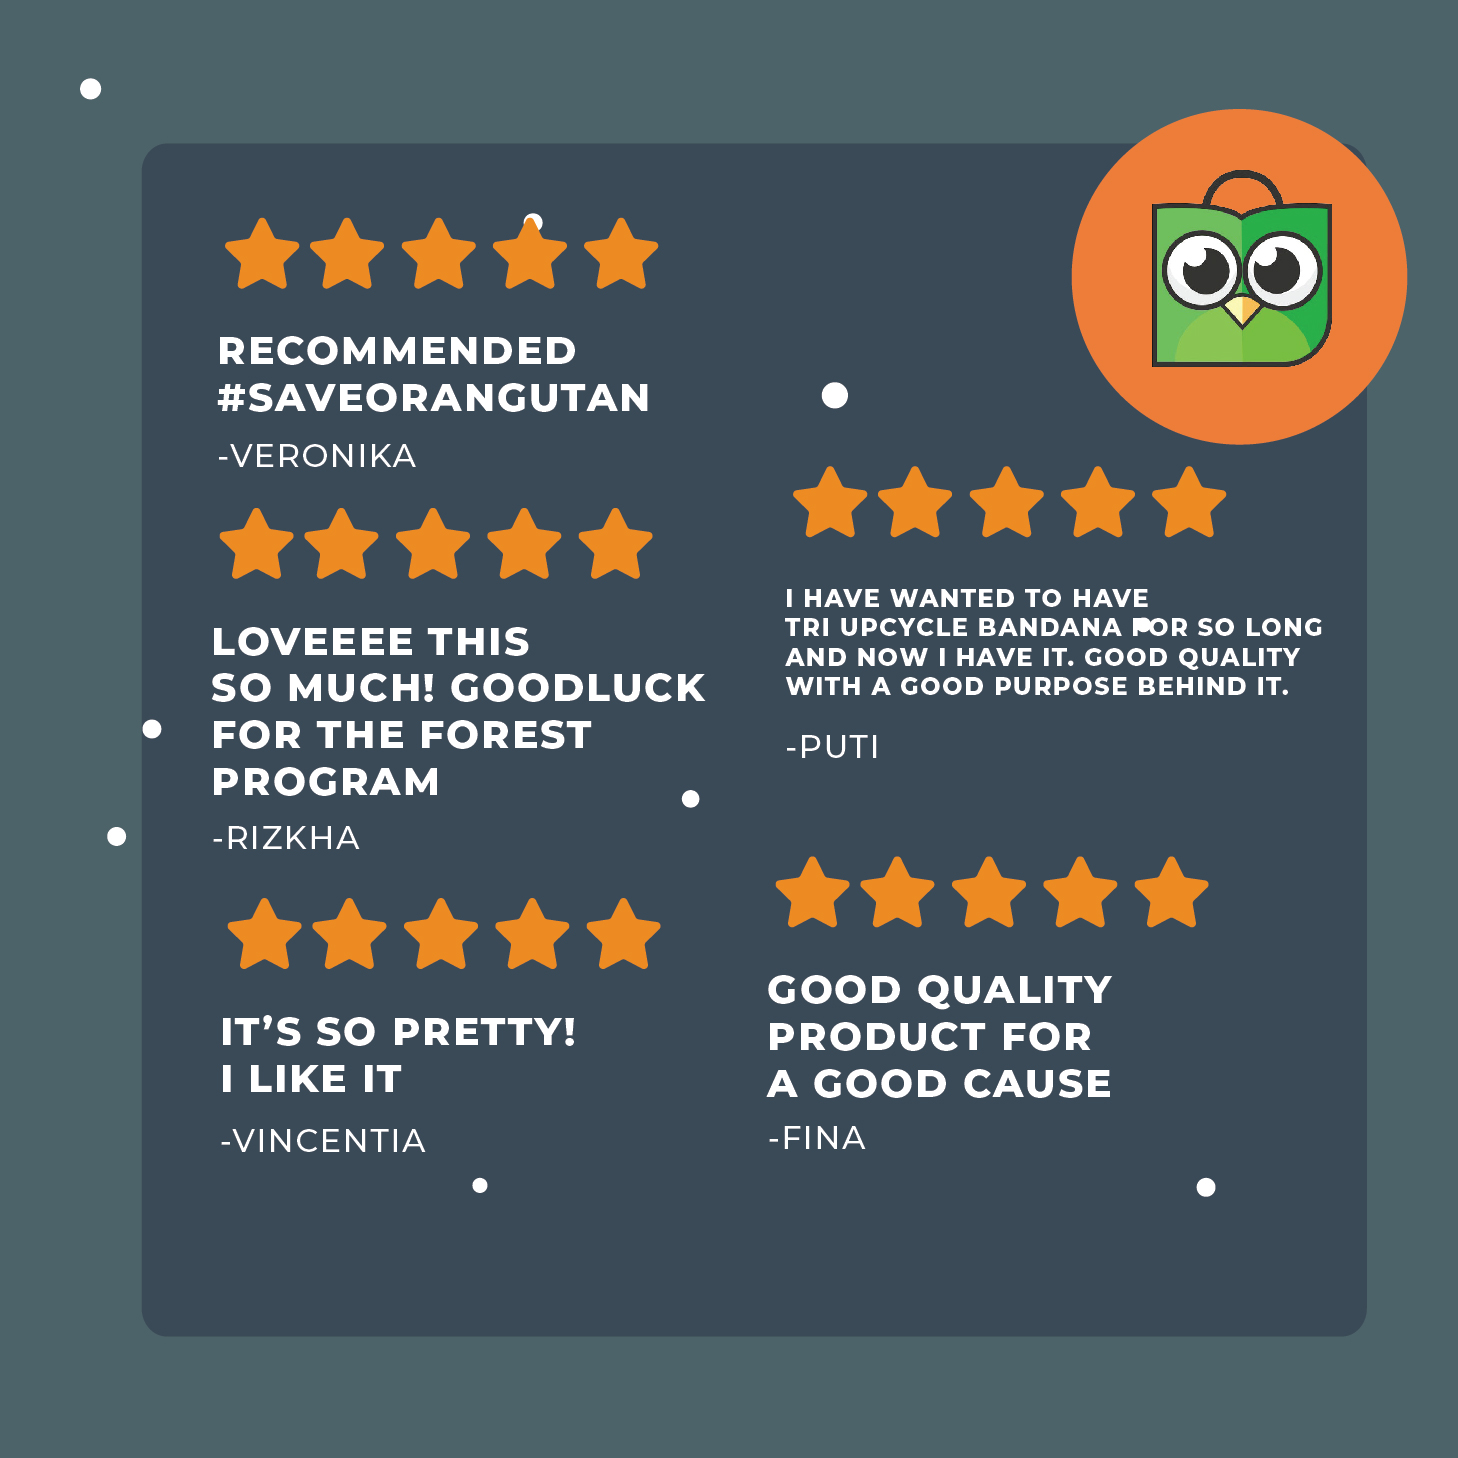 RECOMMENDED
#SAVEORANGUTAN
-VERONIKA
LOVEEEE THIS
SO MUCH! GOODLUCK
FOR THE FOREST
PROGRAM
-RIZKHA
IT’S SO PRETTY!
I LIKE IT
-VINCENTIA
I HAVE WANTED TO HAVE
TRI UPCYCLE BANDANA FOR SO LONG
AND NOW I HAVE IT. GOOD QUALITY
WITH A GOOD PURPOSE BEHIND IT.
-PUTI
GOOD QUALITY
PRODUCT FOR
A GOOD CAUSE
-FINA